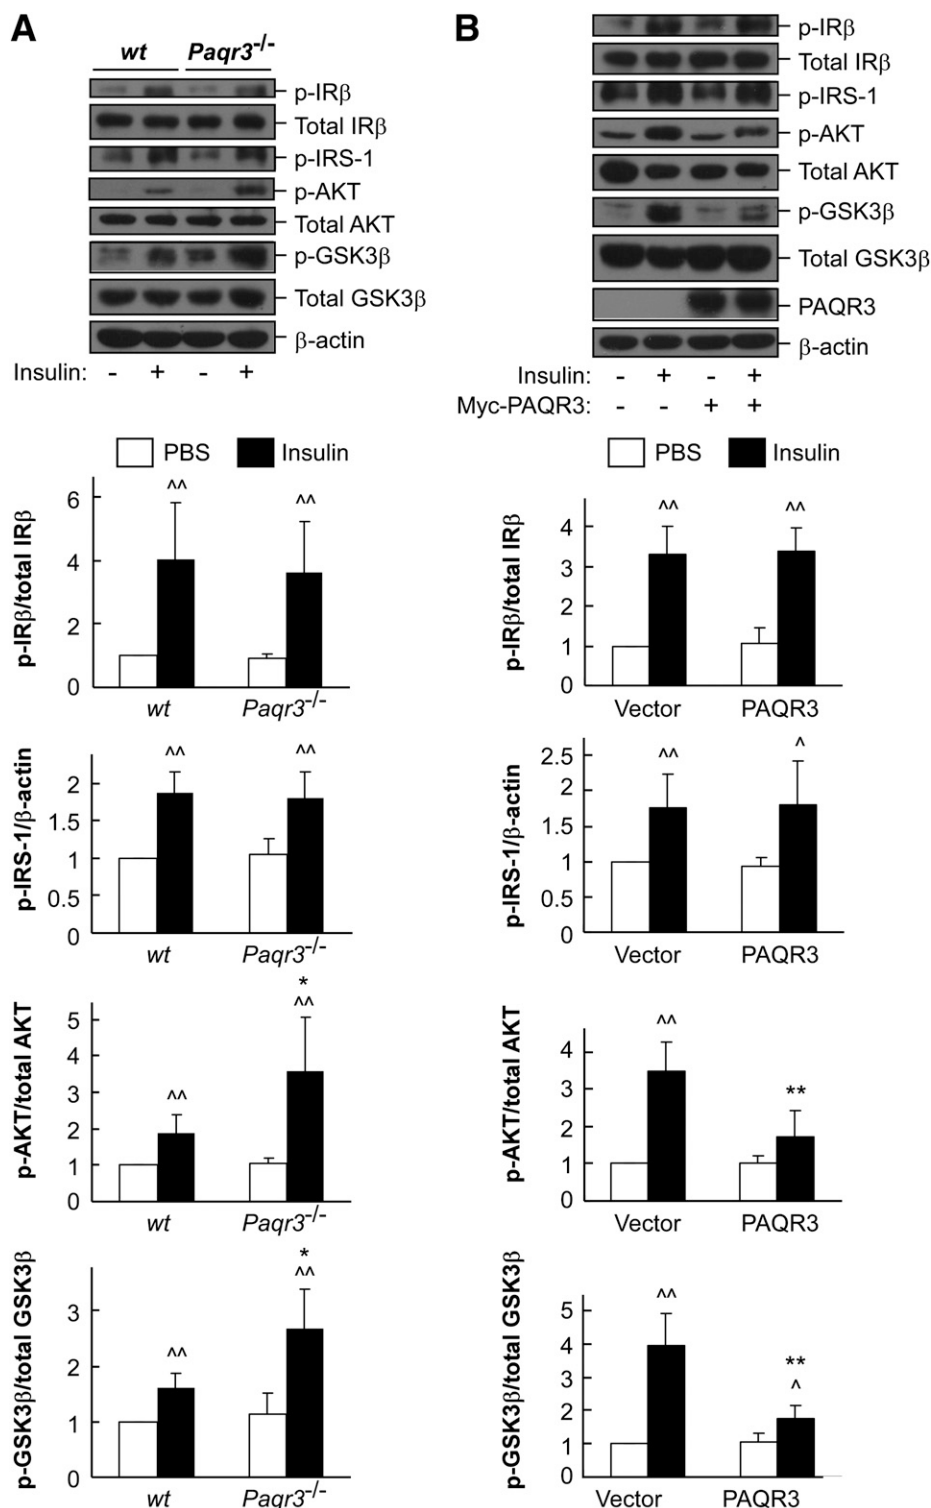 A
wt Paqr3-/-
p-IRβ
Total IRβ
p-IRS-1
p-AKT
Total AKT
p-GSK3β
Total GSK3β
β-actin
Insulin: - + - +
PBS Insulin
p-IRβ/total IRβ
6
4
2
0
^^ ^^
wt Paqr3-/-
p-IRS-1/β-actin
2
1.5
1
0.5
0
^^ ^^
wt Paqr3-/-
p-AKT/total AKT
5
4
3
2
1
0
^^
*
^^
wt Paqr3-/-
p-GSK3β/total GSK3β
3
2
1
0
^^
*
^^
wt Paqr3-/-
B
p-IRβ
Total IRβ
p-IRS-1
p-AKT
Total AKT
p-GSK3β
Total GSK3β
PAQR3
β-actin
Insulin: - + - +
Myc-PAQR3: - - + +
PBS Insulin
p-IRβ/total IRβ
4
3
2
1
0
^^ ^^
Vector PAQR3
p-IRS-1/β-actin
2.5
2
1.5
1
0.5
0
^^ ^
Vector PAQR3
p-AKT/total AKT
4
3
2
1
0
^^ **
Vector PAQR3
p-GSK3β/total GSK3β
5
4
3
2
1
0
^^
**
^
Vector PAQR3